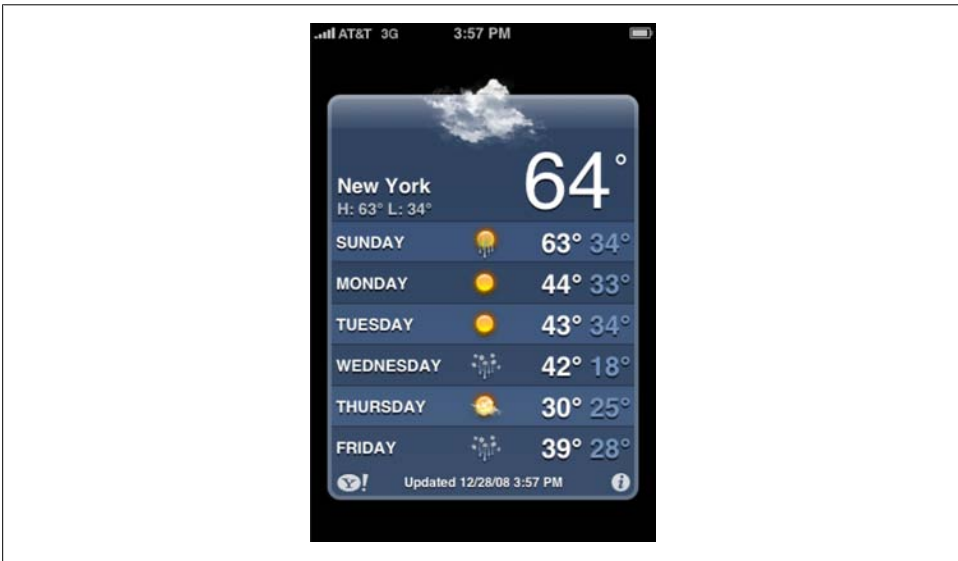 AT&T 3G 3:57 PM
64°
New York
H: 63° L: 34°
SUNDAY 63° 34°
MONDAY 44° 33°
TUESDAY 43° 34°
WEDNESDAY 42° 18°
THURSDAY 30° 25°
FRIDAY 39° 28°
Y! Updated 12/28/08 3:57 PM i